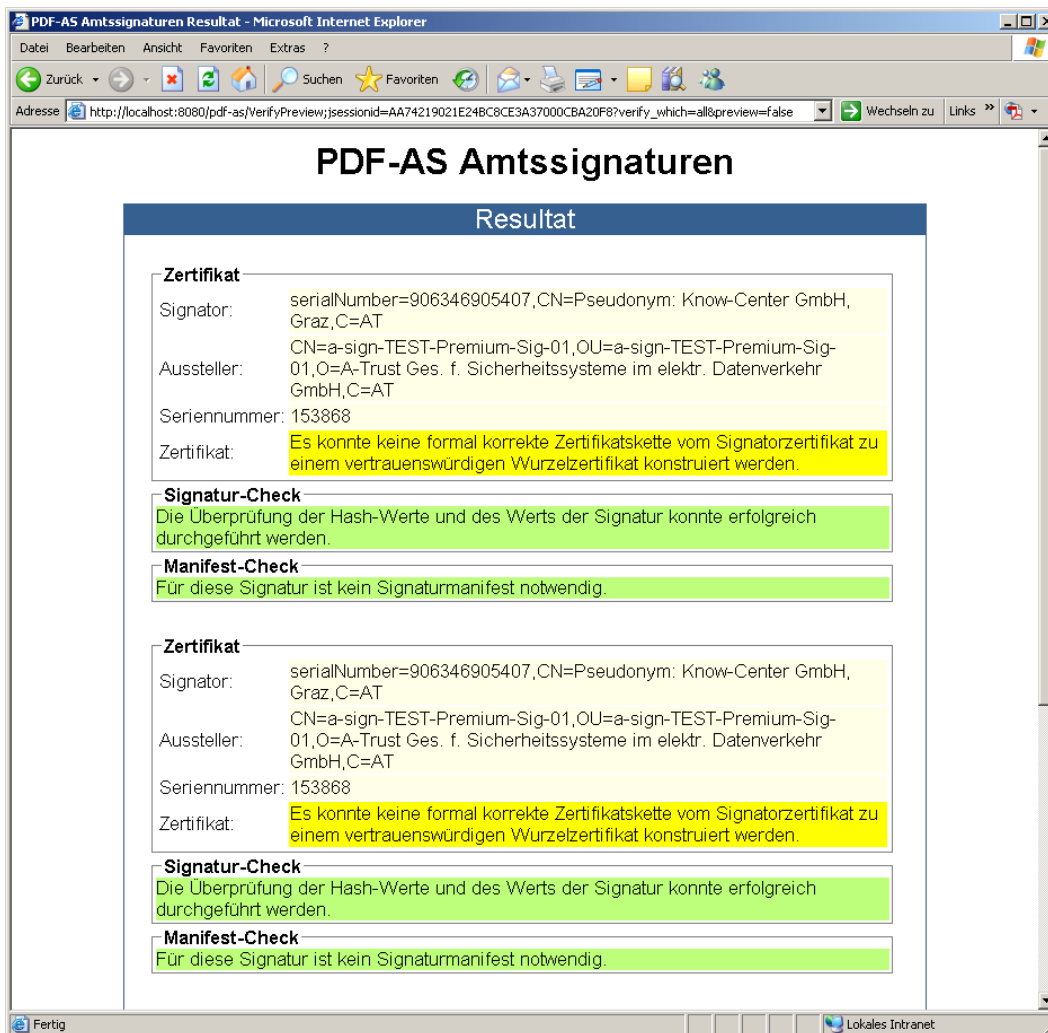 PDF-AS Amtssignaturen Resultat - Microsoft Internet Explorer
Datei Bearbeiten Ansicht Favoriten Extras ?
Zurück Suchen Favoriten
Adresse http://localhost:8080/pdf-as/VerifyPreview;jsessionid=AA74219021E24BC8CE3A37000CBA20F8?verify_which=all&preview=false Wechseln zu Links »
PDF-AS Amtssignaturen
Resultat
Zertifikat
Signator: serialNumber=906346905407,CN=Pseudonym: Know-Center GmbH,
Graz,C=AT
CN=a-sign-TEST-Premium-Sig-01,OU=a-sign-TEST-Premium-Sig-
Aussteller: 01,O=A-Trust Ges. f. Sicherheitssysteme im elektr. Datenverkehr
GmbH,C=AT
Seriennummer: 153868
Zertifikat: Es konnte keine formal korrekte Zertifikatskette vom Signatorzertifikat zu
einem vertrauenswürdigen Wurzelzertifikat konstruiert werden.
Signatur-Check
Die Überprüfung der Hash-Werte und des Werts der Signatur konnte erfolgreich
durchgeführt werden.
Manifest-Check
Für diese Signatur ist kein Signaturmanifest notwendig.
Zertifikat
Signator: serialNumber=906346905407,CN=Pseudonym: Know-Center GmbH,
Graz,C=AT
CN=a-sign-TEST-Premium-Sig-01,OU=a-sign-TEST-Premium-Sig-
Aussteller: 01,O=A-Trust Ges. f. Sicherheitssysteme im elektr. Datenverkehr
GmbH,C=AT
Seriennummer: 153868
Zertifikat: Es konnte keine formal korrekte Zertifikatskette vom Signatorzertifikat zu
einem vertrauenswürdigen Wurzelzertifikat konstruiert werden.
Signatur-Check
Die Überprüfung der Hash-Werte und des Werts der Signatur konnte erfolgreich
durchgeführt werden.
Manifest-Check
Für diese Signatur ist kein Signaturmanifest notwendig.
Fertig Lokales Intranet